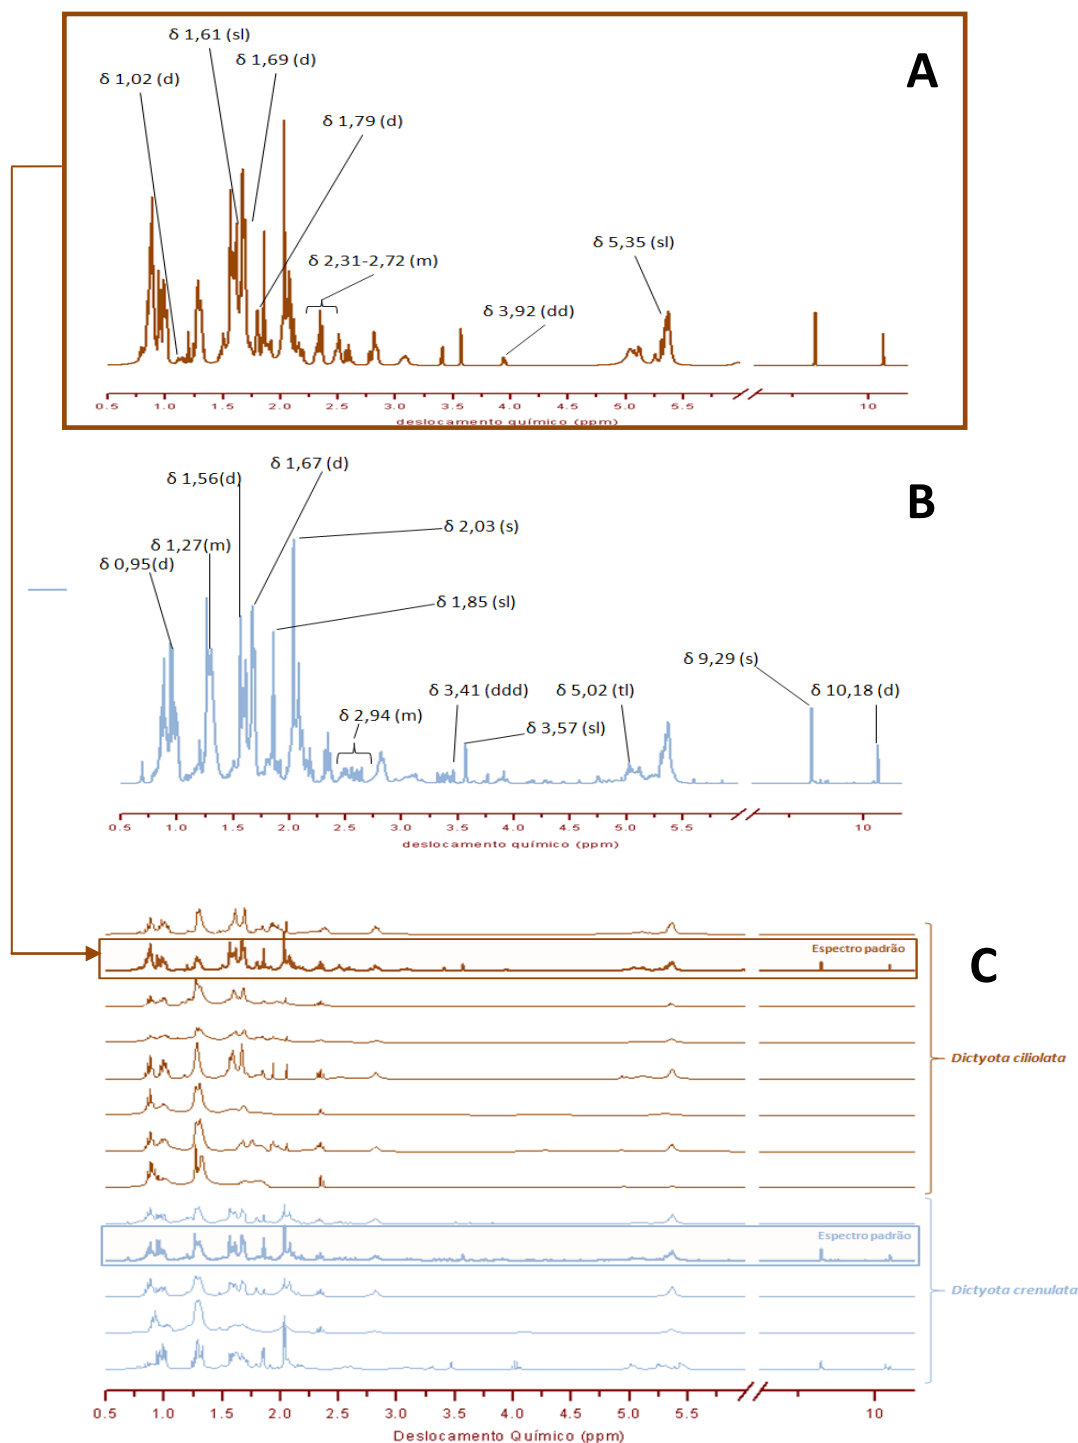 δ 1,61 (sl)
A
δ 1,69 (d)
δ 1,02 (d)
δ 1,79 (d)
δ 5,35 (sl)
δ 2,31-2,72 (m)
δ 3,92 (dd)
0.5 1.0 1.5 2.0 2.5 3.0 3.5 4.0 4.5 5.0 5.5 10
deslocamento químico (ppm)
δ 1,67 (d)
δ 1,56(d)
B
δ 2,03 (s)
δ 1,27(m)
δ 0,95(d)
δ 1,85 (sl)
δ 9,29 (s)
δ 3,41 (ddd)
δ 5,02 (tl)
δ 10,18 (d)
δ 2,94 (m)
δ 3,57 (sl)
0.5 1.0 1.5 2.0 2.5 3.0 3.5 4.0 4.5 5.0 5.5 10
deslocamento químico (ppm)
Espectro padrão
C
Dictyota ciliolata
Espectro padrão
Dictyota crenulata
0.5 1.0 1.5 2.0 2.5 3.0 3.5 4.0 4.5 5.0 5.5 10
Deslocamento Químico (ppm)